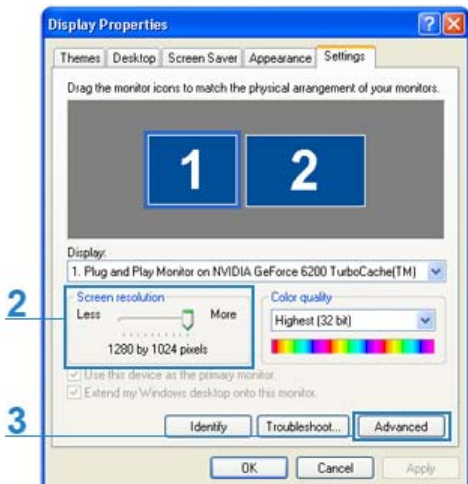 Display Properties
Themes Desktop Screen Saver Appearance Settings
Drag the monitor icons to match the physical arrangement of your monitors.
1 2
Display:
1. Plug and Play Monitor on NVIDIA GeForce 6200 TurboCache(TM)
2
Screen resolution
Less More
1280 by 1024 pixels
Color quality
Highest (32 bit)
Use this device as the primary monitor.
Extend my Windows desktop onto this monitor.
3
Identify Troubleshoot... Advanced
OK Cancel Apply